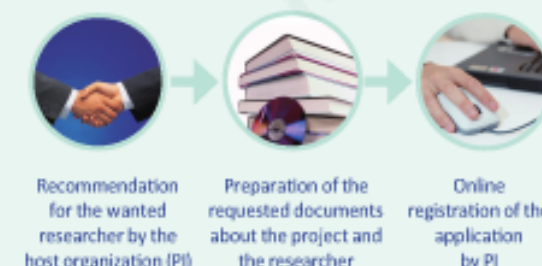 Recommendation
for the wanted
researcher by the
host organization (PI)
Preparation of the
requested documents
about the project and
the researcher
Online
registration of the
application
by PI